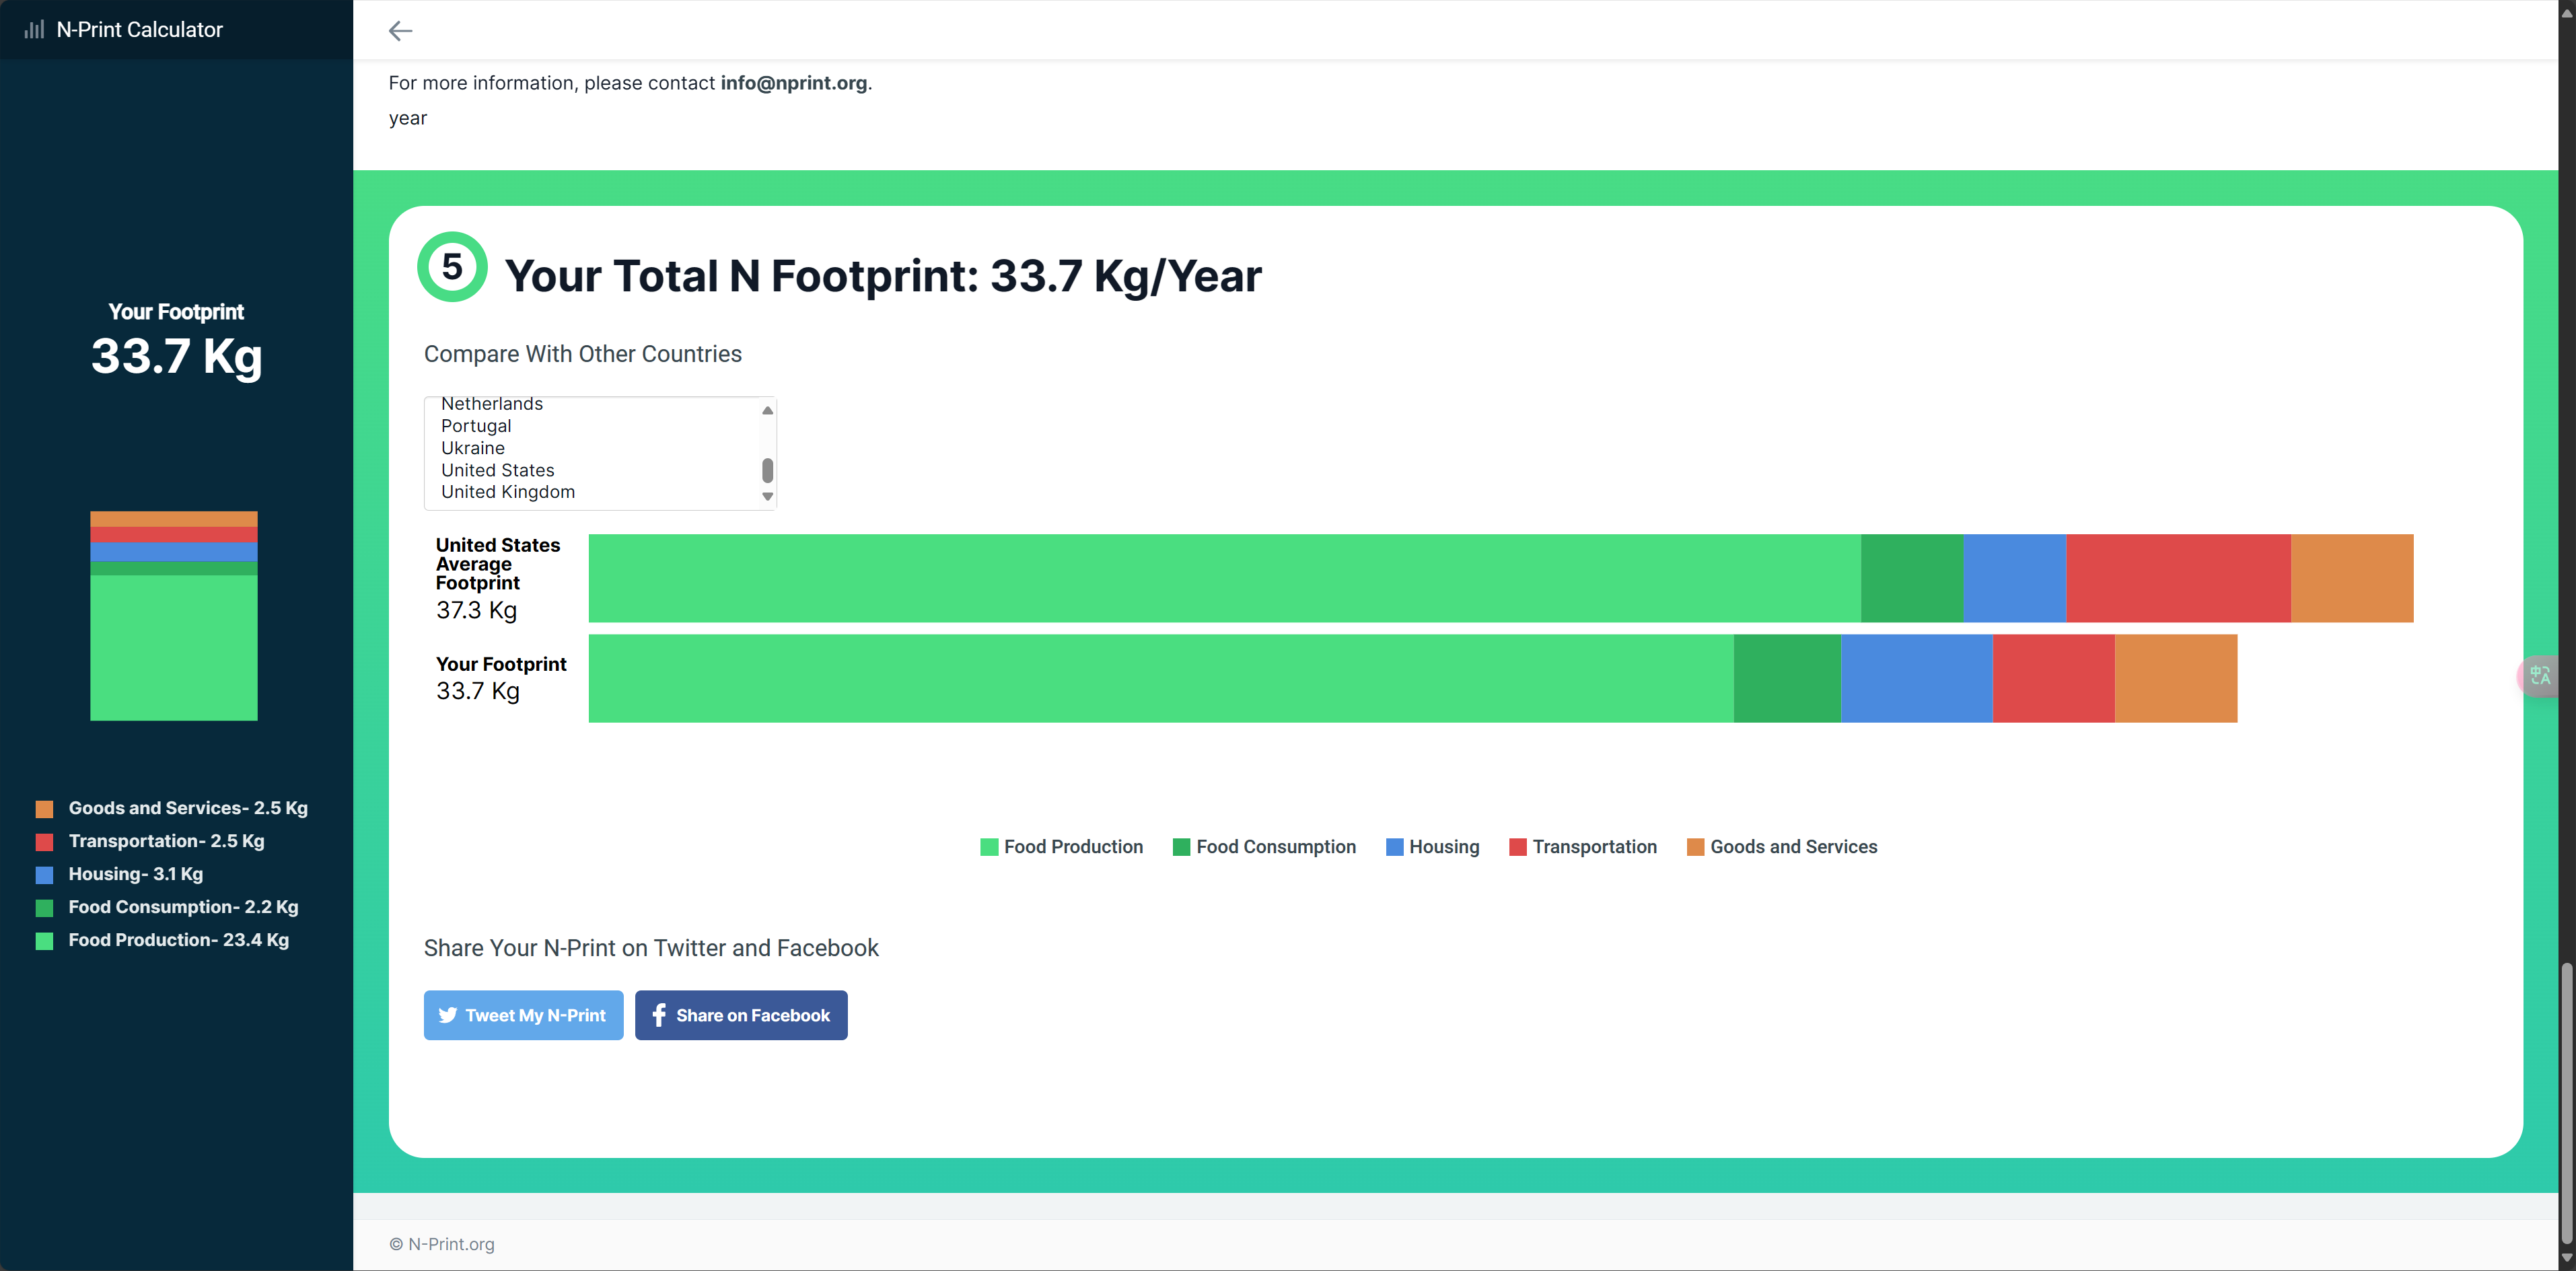 N-Print Calculator
For more information, please contact info@nprint.org.
year
Your Footprint
33.7 Kg
Goods and Services- 2.5 Kg
Transportation- 2.5 Kg
Housing- 3.1 Kg
Food Consumption- 2.2 Kg
Food Production- 23.4 Kg
5
Your Total N Footprint: 33.7 Kg/Year
Compare With Other Countries
Netherlands
Portugal
Ukraine
United States
United Kingdom
United States
Average
Footprint
37.3 Kg
Your Footprint
33.7 Kg
Food Production Food Consumption Housing Transportation Goods and Services
Share Your N-Print on Twitter and Facebook
Tweet My N-Print Share on Facebook
中
A
© N-Print.org